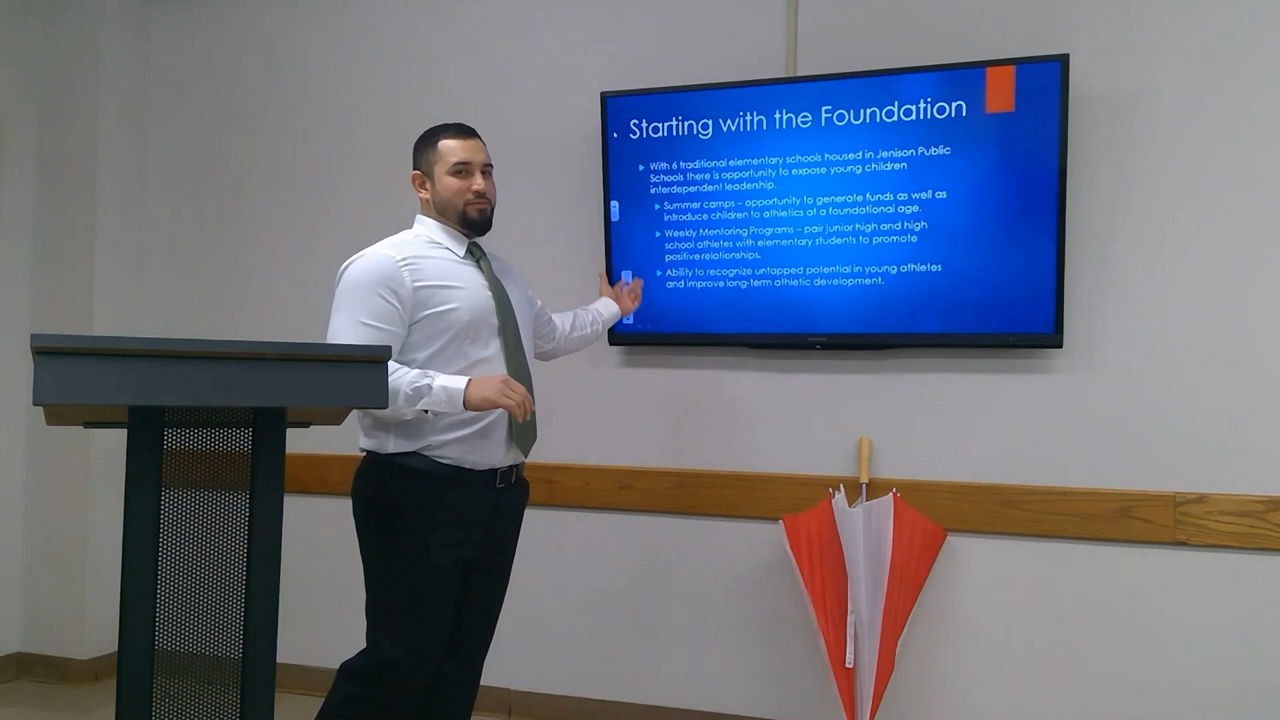 Starting with the Foundation
With 6 traditional elementary schools housed in Jenison Public
Schools there is opportunity to expose young children
interdependent leadership.
Summer camps – opportunity to generate funds as well as
introduce children to athletics at a foundational age.
Weekly Mentoring Programs – pair junior high and high
school athletes with elementary students to promote
positive relationships.
Ability to recognize untapped potential in young athletes
and improve long-term athletic development.